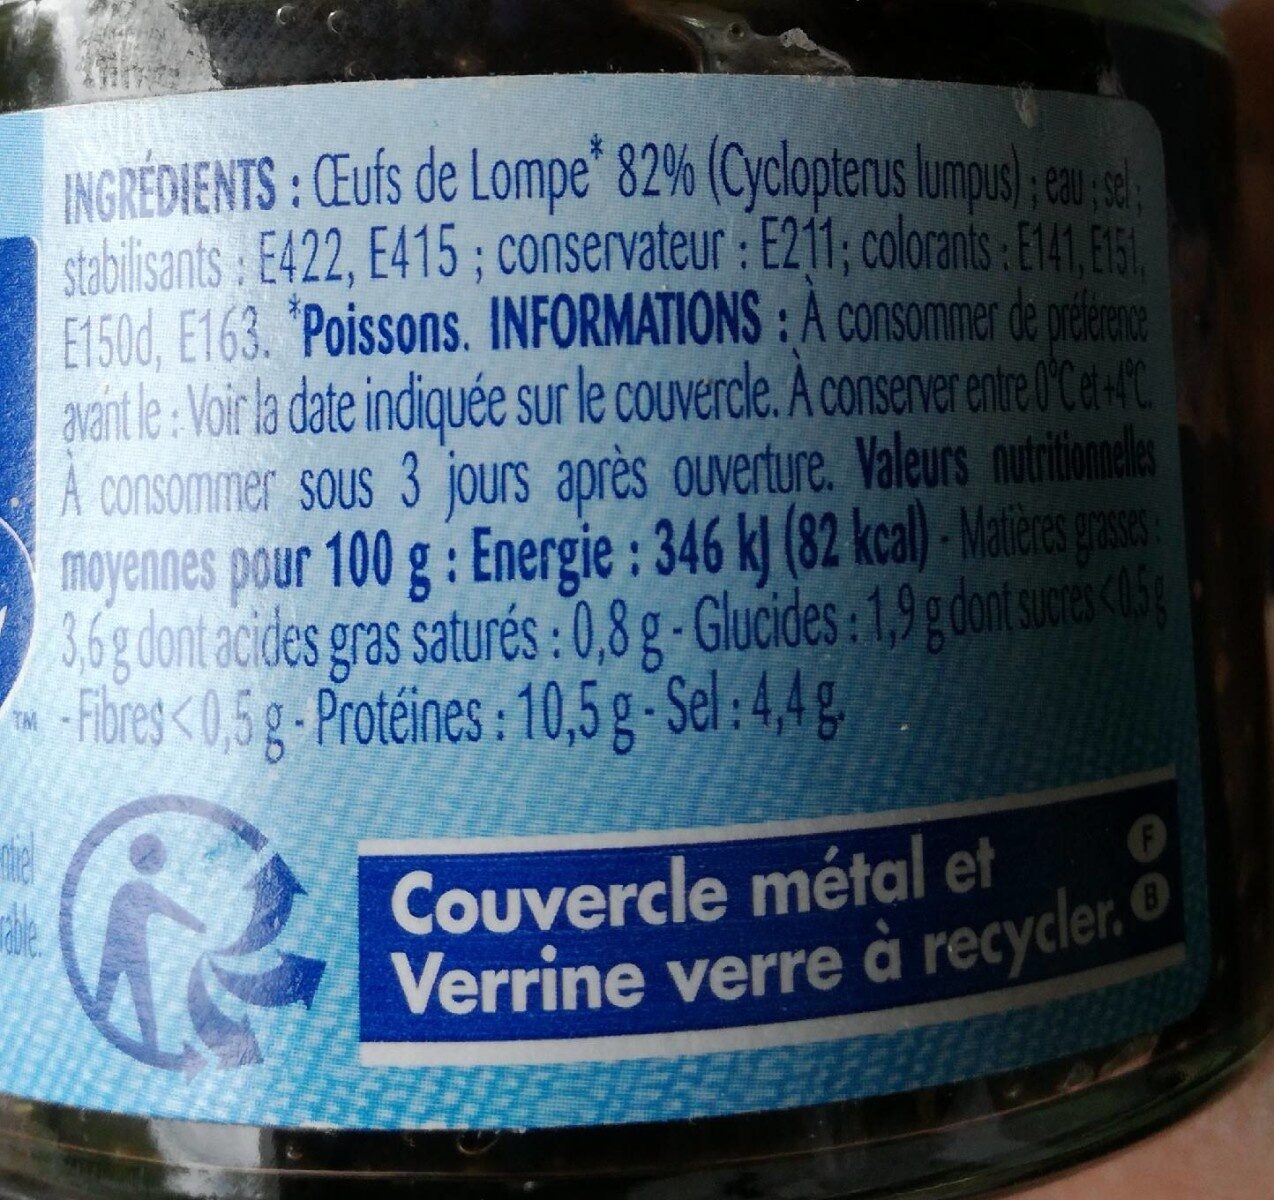 INGRÉDIENTS : Œufs de Lompe* 82% (Cyclopterus lumpus) ; eau ; sel ;
stabilisants : E422, E415 ; conservateur : E211; colorants : E141, E151,
E150d, E163. *Poissons. INFORMATIONS : À consommer de préférence
avant le : Voir la date indiquée sur le couvercle. À conserver entre 0°C et +4°C.
À consommer sous 3 jours après ouverture. Valeurs nutritionnelles
moyennes pour 100 g : Energie : 346 kJ (82 kcal) - Matières grasses :
3,6 g dont acides gras saturés : 0,8 g - Glucides : 1,9 g dont sucres <0,5 g
- Fibres <0,5 g - Protéines : 10,5 g - Sel : 4,4 g.
TM
Couvercle métal et
Verrine verre à recycler.
F
B